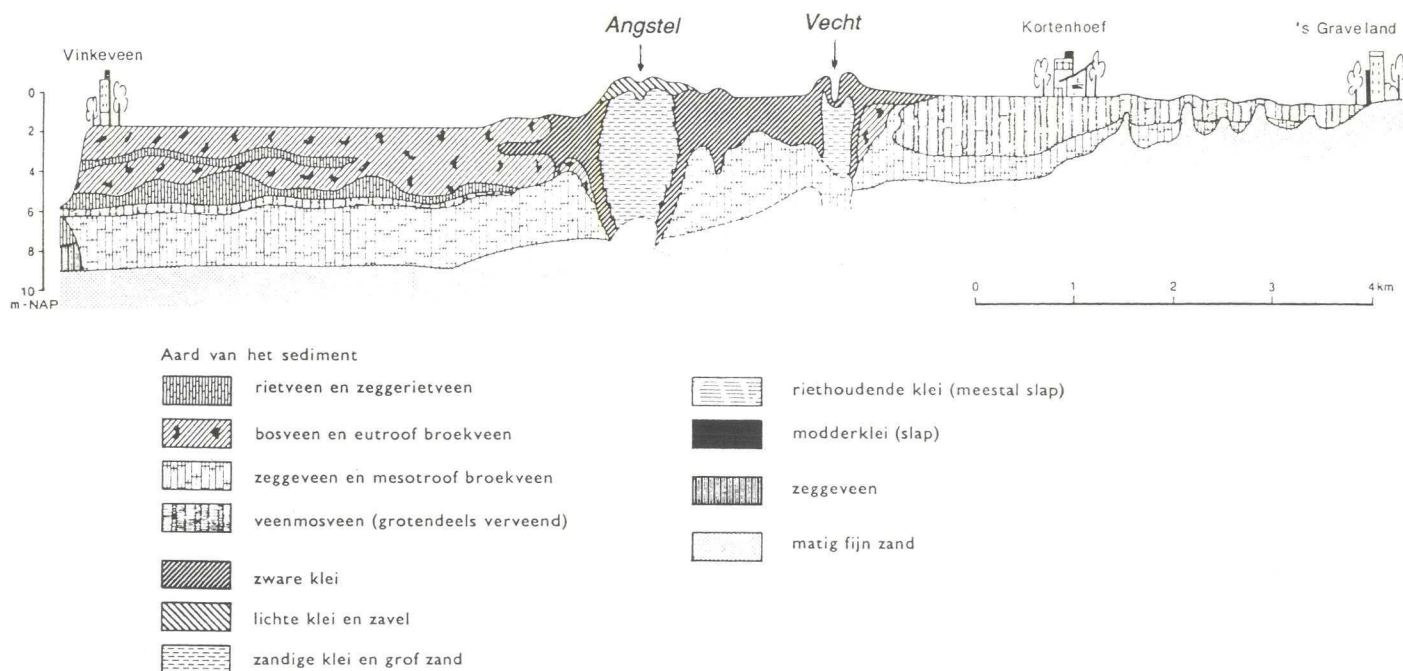 Angstel
Vecht
Vinkeveen
Kortenhoef
's Graveland
0
2
4
6
8
10
m-NAP
0 1 2 3 4 km
Aard van het sediment
rietveen en zeggerietveen
bosveen en eutroof broekveen
zeggeveen en mesotroof broekveen
veenmosveen (grotendeels verveend)
zware klei
lichte klei en zavel
zandige klei en grof zand
riethoudende klei (meestal slap)
modderklei (slap)
zeggeveen
matig fijn zand